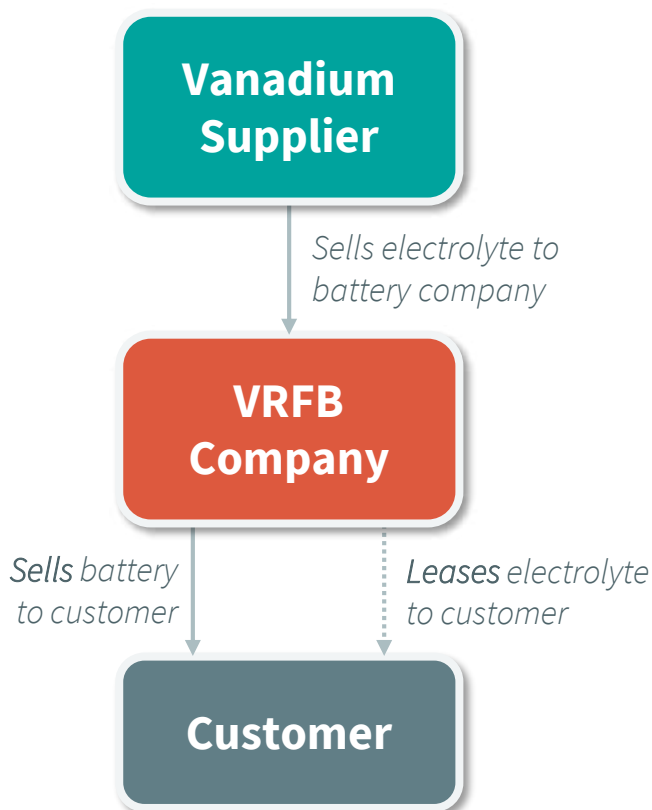 Vanadium
Supplier
Sells electrolyte to
battery company
VRFB
Company
Sells battery
to customer
Leases electrolyte
to customer
Customer